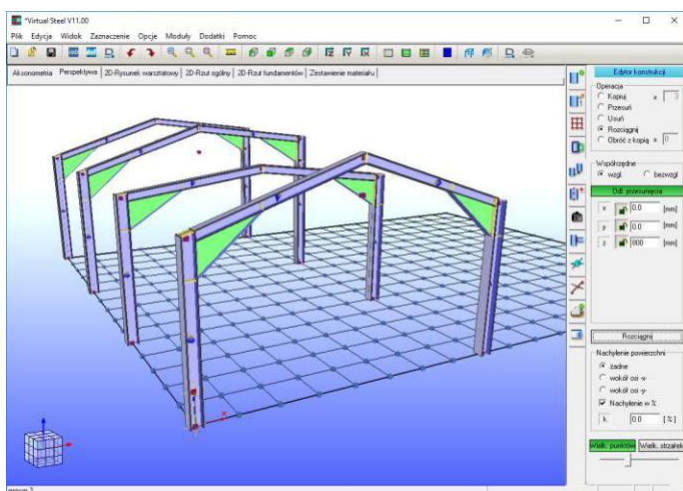 *Virtual Steel V11.00
Plik Edycja Widok Zaznaczenie Opcje Moduły Dodatki Pomoc
Aksonometria Perspektywa 2D-Rysunek warsztatowy 2D-Rzut ogólny 2D-Rzut fundamentów Zestawienie materiału
Edytor konstrukcji
Operacja
Kopiuj x
Przesuń
Usuń
Rozciągnij
Obróć z kopią x 0
Współrzędne
wzgl. bezwzgl
Odl. przesunięcia
x 0.0 [mm]
y 0.0 [mm]
z 800 [mm]
Rozciągnij
Nachylenie powierzchni
żadne
wokół osi -x-
wokół osi -y-
Nachylenie w %
k 0.0 [%]
Wielk. punktów Wielk. strzałek
x